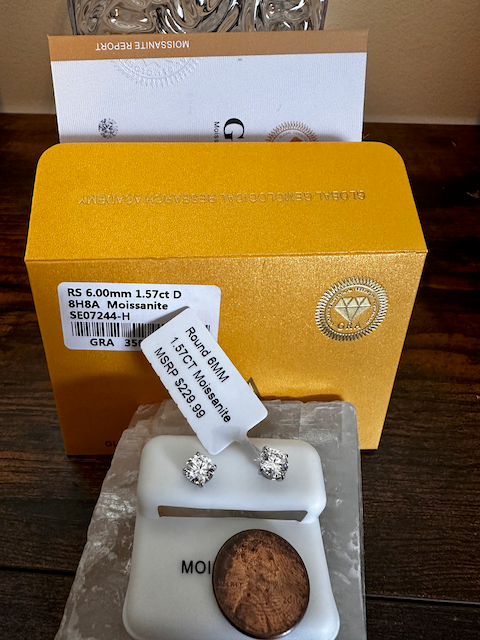 MOISSANITE REPORT
G
GLOBAL GEMOLOGICAL RESEARCH ACADEMY
RS 6.00mm 1.57ct D
8H8A Moissanite
SE07244-H
GRA
GRA
Round 6MM
1.57CT Moissanite
MSRP $229.99
MOI